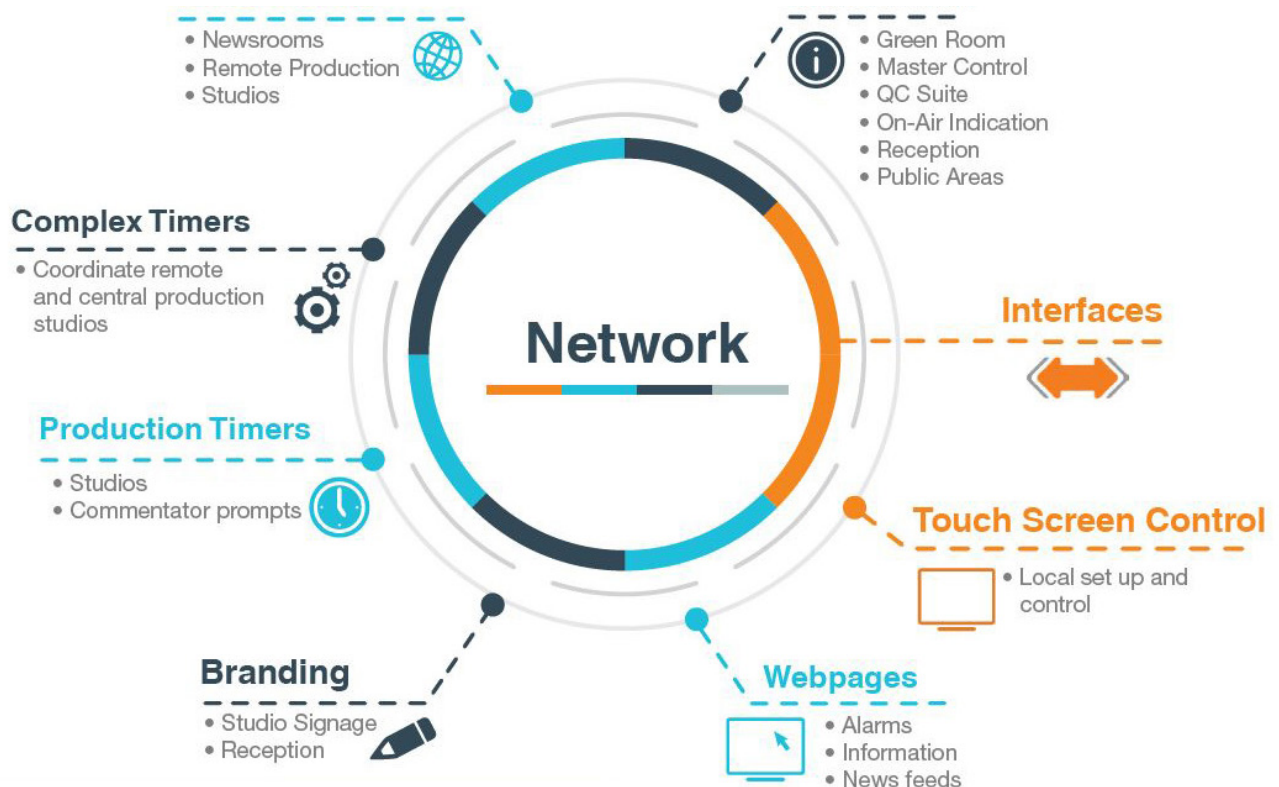 • Newsrooms
• Remote Production
• Studios
• Green Room
• Master Control
• QC Suite
• On-Air Indication
• Reception
• Public Areas
Complex Timers
• Coordinate remote
and central production
studios
Network
Interfaces
Production Timers
• Studios
• Commentator prompts
Touch Screen Control
• Local set up and
control
Branding
• Studio Signage
• Reception
Webpages
• Alarms
• Information
• News feeds